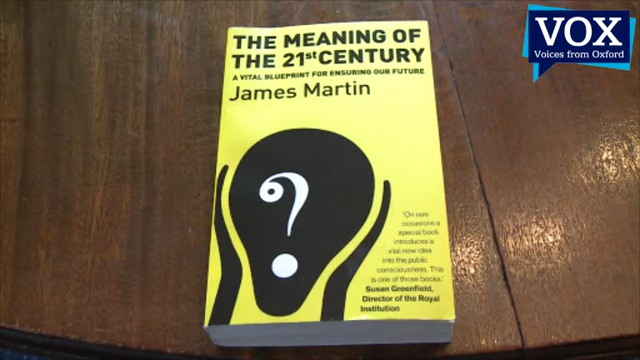 THE MEANING OF
THE 21st CENTURY
A VITAL BLUEPRINT FOR ENSURING OUR FUTURE
James Martin
?
'On rare
occasions a
special book
introduces a
vital new idea
into the public
consciousness. This
is one of those books.'
Susan Greenfield,
Director of the Royal
Institution
VOX
Voices from Oxford